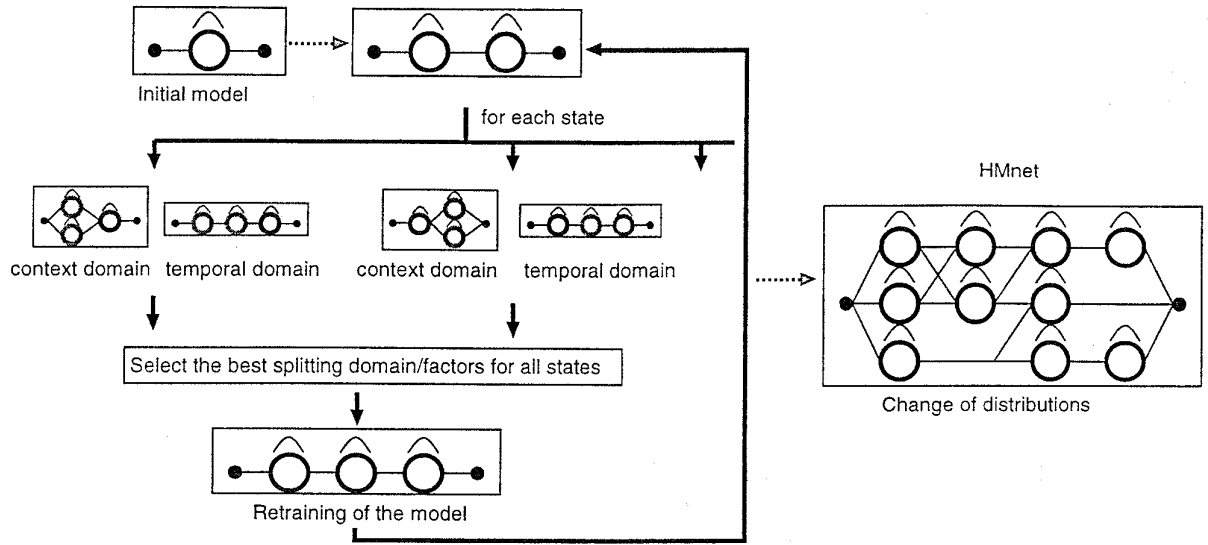 Initial model
for each state
HMnet
context domain
temporal domain
context domain
temporal domain
Select the best splitting domain/factors for all states
Change of distributions
Retraining of the model